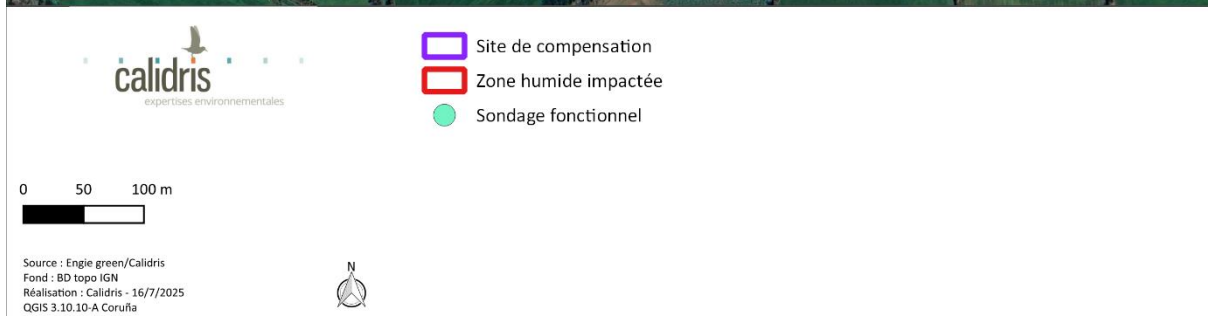 calidris
expertises environnementales
Site de compensation
Zone humide impactée
Sondage fonctionnel
0 50 100 m
Source : Engie green/Calidris
Fond : BD topo IGN
Réalisation : Calidris - 16/7/2025
QGIS 3.10.10-A Coruña
N